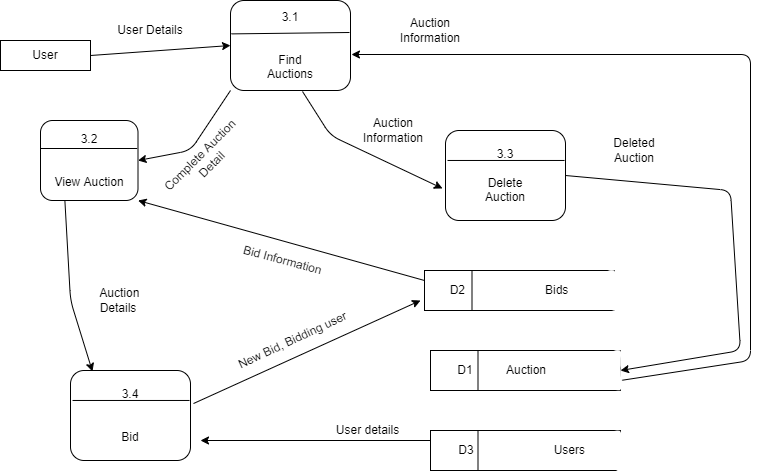 User
User Details
3.1
Find
Auctions
Auction
Information
3.2
View Auction
Complete Auction
Detail
Auction
Information
3.3
Delete
Auction
Deleted
Auction
Bid Information
D2
Bids
Auction
Details
New Bid, Bidding user
D1
Auction
3.4
Bid
User details
D3
Users